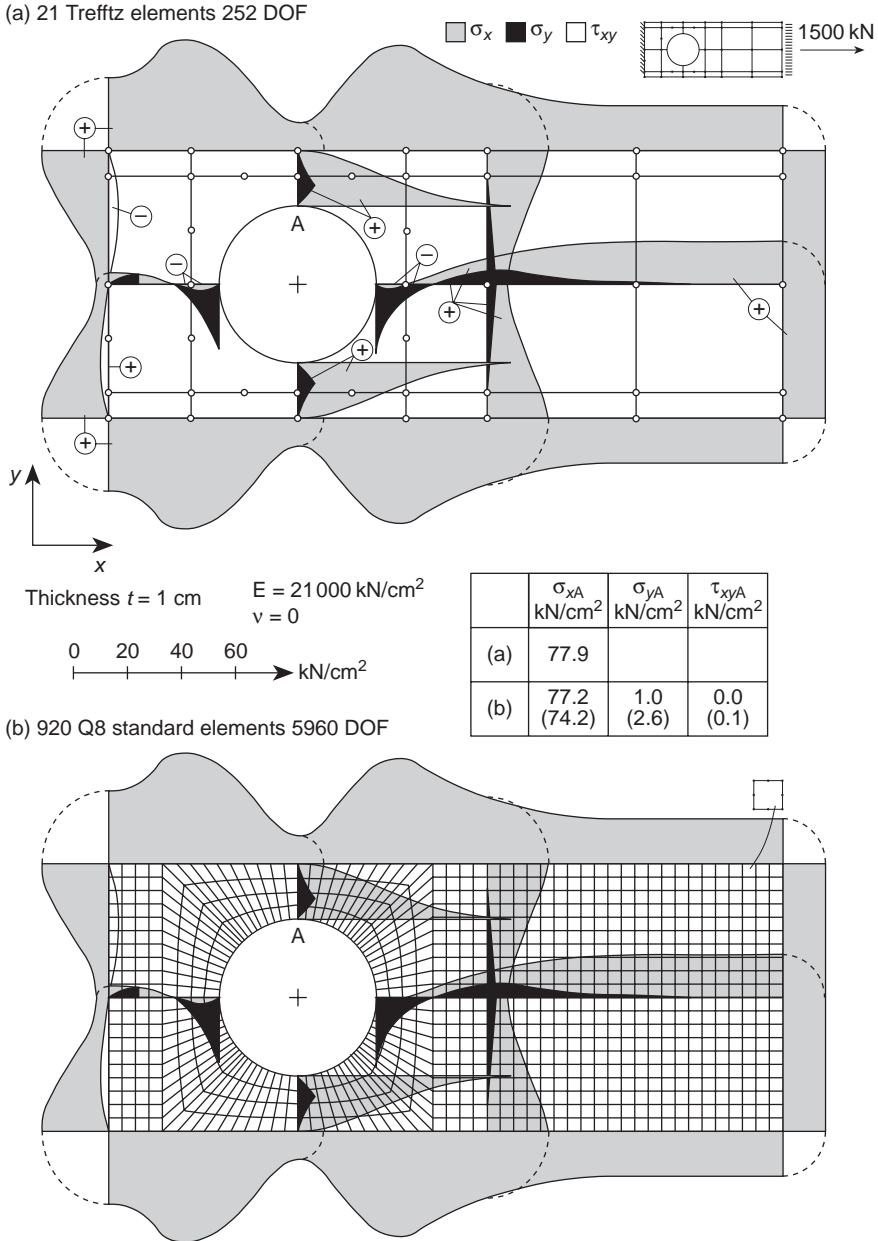 (a) 21 Trefftz elements 252 DOF
σx σy τxy
1500 kN
+
−
−
−
A
+
+
+
+
+
+
+
y
x
Thickness t = 1 cm
E = 21 000 kN/cm²
ν = 0
0 20 40 60 kN/cm²
σxA σyA τxyA
kN/cm² kN/cm² kN/cm²
(a) 77.9
(b) 77.2 1.0 0.0
(74.2) (2.6) (0.1)
(b) 920 Q8 standard elements 5960 DOF
A